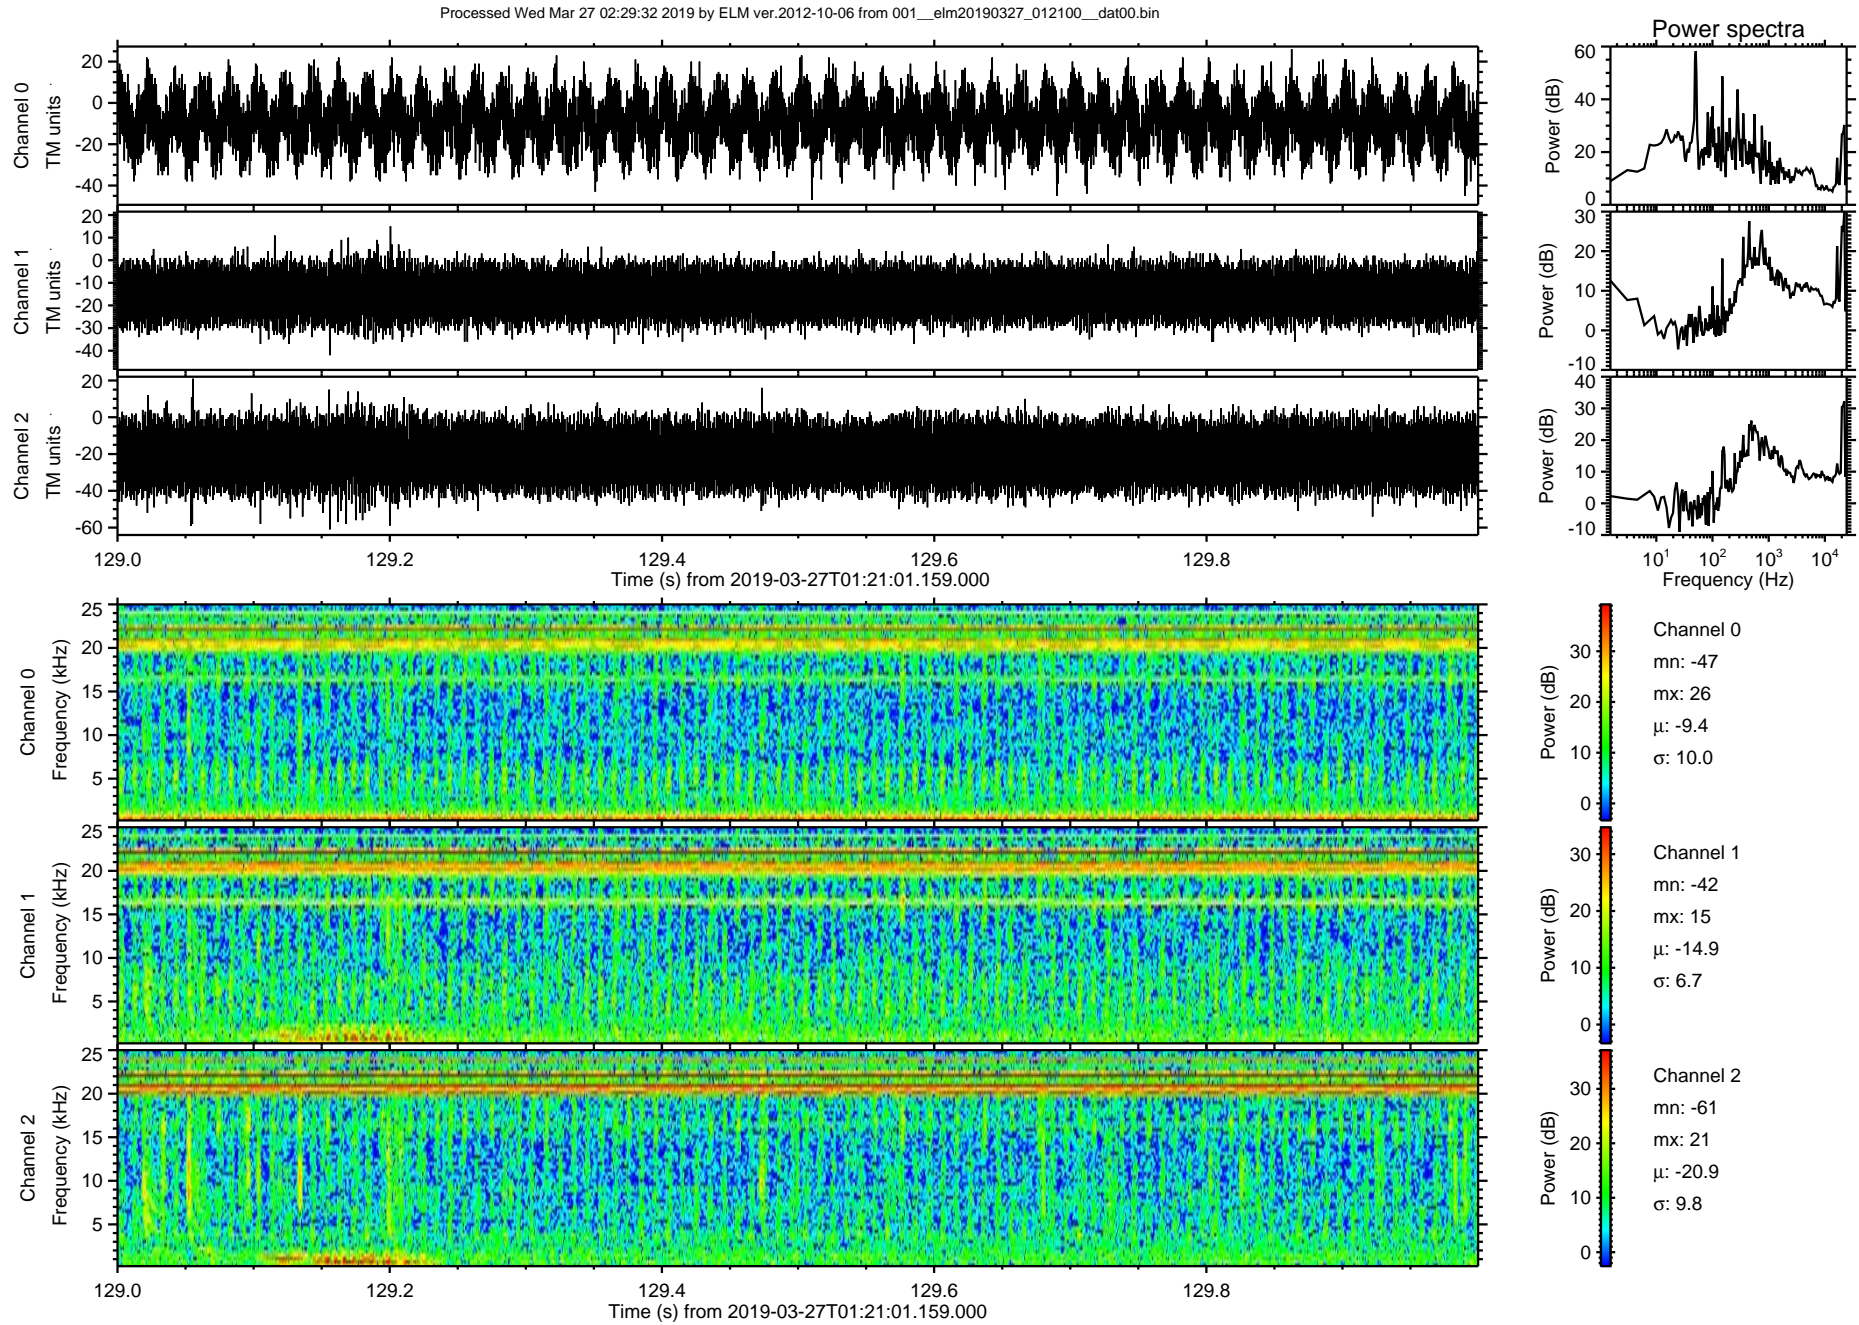 Processed Wed Mar 27 02:29:32 2019 by ELM ver.2012-10-06 from 001__elm20190327_012100__dat00.bin
Power spectra
Channel 0
TM units
20
0
-20
-40
Power (dB)
60
40
20
0
Channel 1
TM units
20
10
0
-10
-20
-30
-40
Power (dB)
30
20
10
0
-10
Channel 2
TM units
20
0
-20
-40
-60
Power (dB)
40
30
20
10
0
-10
129.0 129.2 129.4 129.6 129.8
Time (s) from 2019-03-27T01:21:01.159.000
10^1 10^2 10^3 10^4
Frequency (Hz)
Channel 0
Frequency (kHz)
25
20
15
10
5
Power (dB)
30
20
10
0
Channel 0
mn: -47
mx: 26
μ: -9.4
σ: 10.0
Channel 1
Frequency (kHz)
25
20
15
10
5
Power (dB)
30
20
10
0
Channel 1
mn: -42
mx: 15
μ: -14.9
σ: 6.7
Channel 2
Frequency (kHz)
25
20
15
10
5
Power (dB)
30
20
10
0
Channel 2
mn: -61
mx: 21
μ: -20.9
σ: 9.8
129.0 129.2 129.4 129.6 129.8
Time (s) from 2019-03-27T01:21:01.159.000